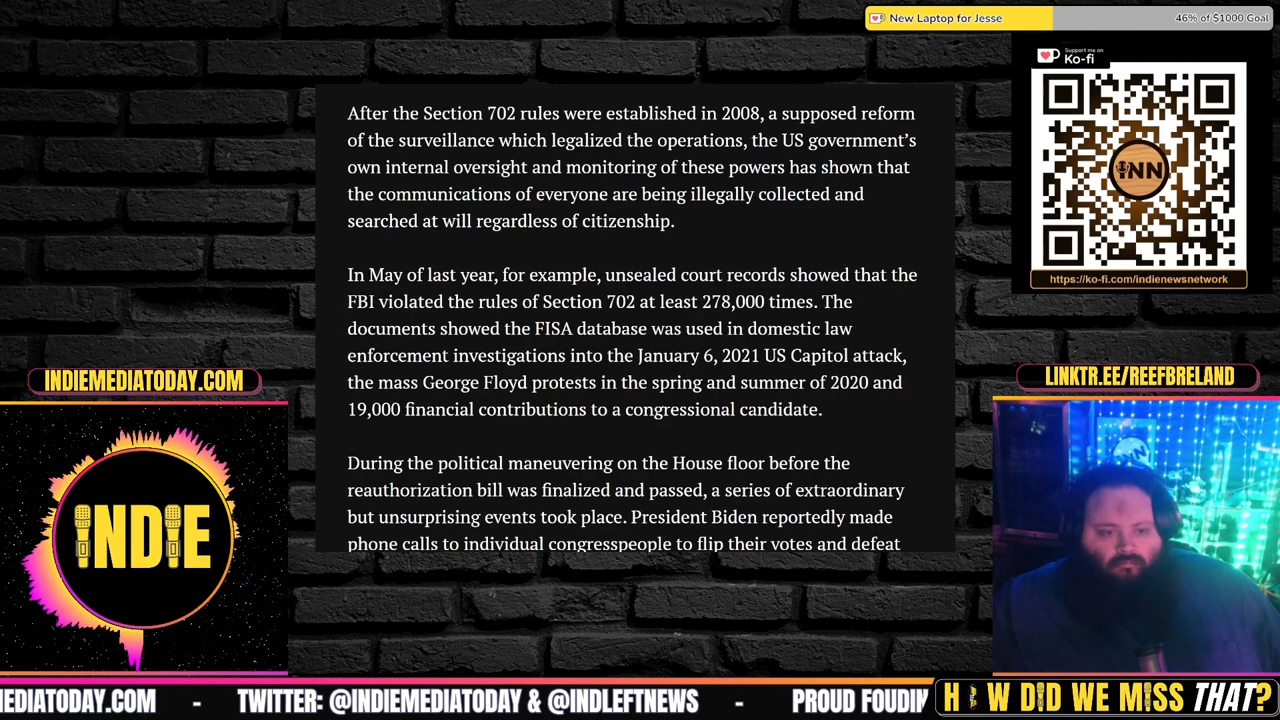 New Laptop for Jesse
46% of $1000 Goal
Support me on
Ko-fi
iNN
https://ko-fi.com/indienewsnetwork
After the Section 702 rules were established in 2008, a supposed reform
of the surveillance which legalized the operations, the US government's
own internal oversight and monitoring of these powers has shown that
the communications of everyone are being illegally collected and
searched at will regardless of citizenship.
In May of last year, for example, unsealed court records showed that the
FBI violated the rules of Section 702 at least 278,000 times. The
documents showed the FISA database was used in domestic law
enforcement investigations into the January 6, 2021 US Capitol attack,
the mass George Floyd protests in the spring and summer of 2020 and
19,000 financial contributions to a congressional candidate.
During the political maneuvering on the House floor before the
reauthorization bill was finalized and passed, a series of extraordinary
but unsurprising events took place. President Biden reportedly made
phone calls to individual congresspeople to flip their votes and defeat
INDIEMEDIATODAY.COM
INDIE
LINKTR.EE/REEFBRELAND
MEDIATODAY.COM - TWITTER: @INDIEMEDIATODAY & @INDLEFTNEWS - PROUD FOUDIN
HOW DID WE MISS THAT?